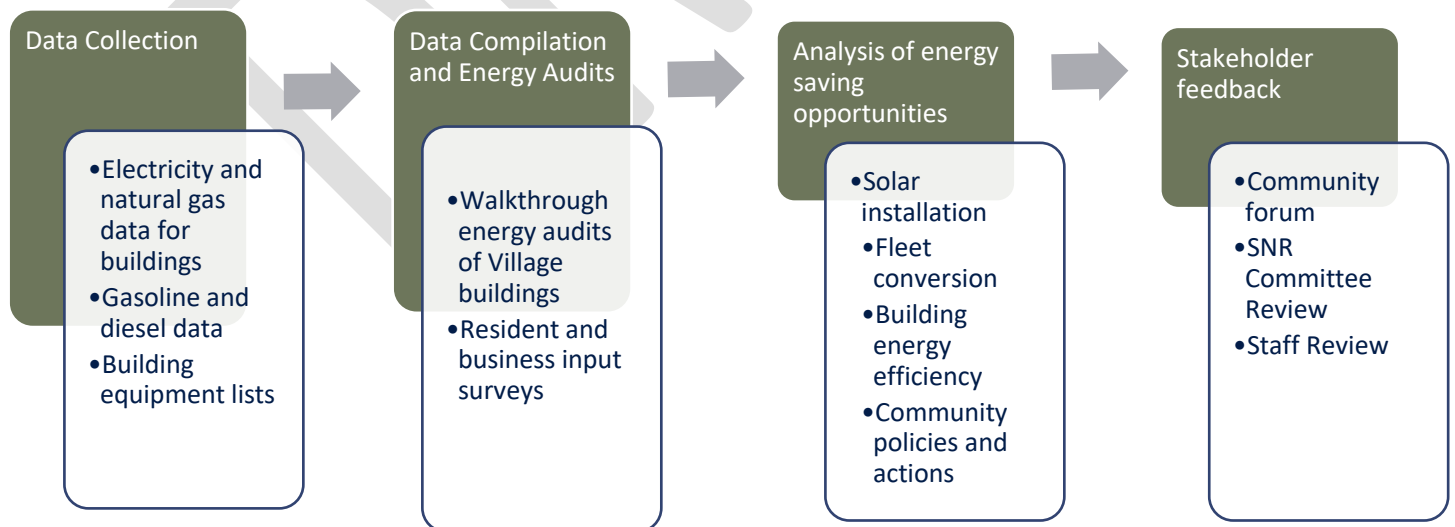 Data Collection
•Electricity and
natural gas
data for
buildings
•Gasoline and
diesel data
•Building
equipment lists
Data Compilation
and Energy Audits
•Walkthrough
energy audits
of Village
buildings
•Resident and
business input
surveys
Analysis of energy
saving
opportunities
•Solar
installation
•Fleet
conversion
•Building
energy
efficiency
•Community
policies and
actions
Stakeholder
feedback
•Community
forum
•SNR
Committee
Review
•Staff Review